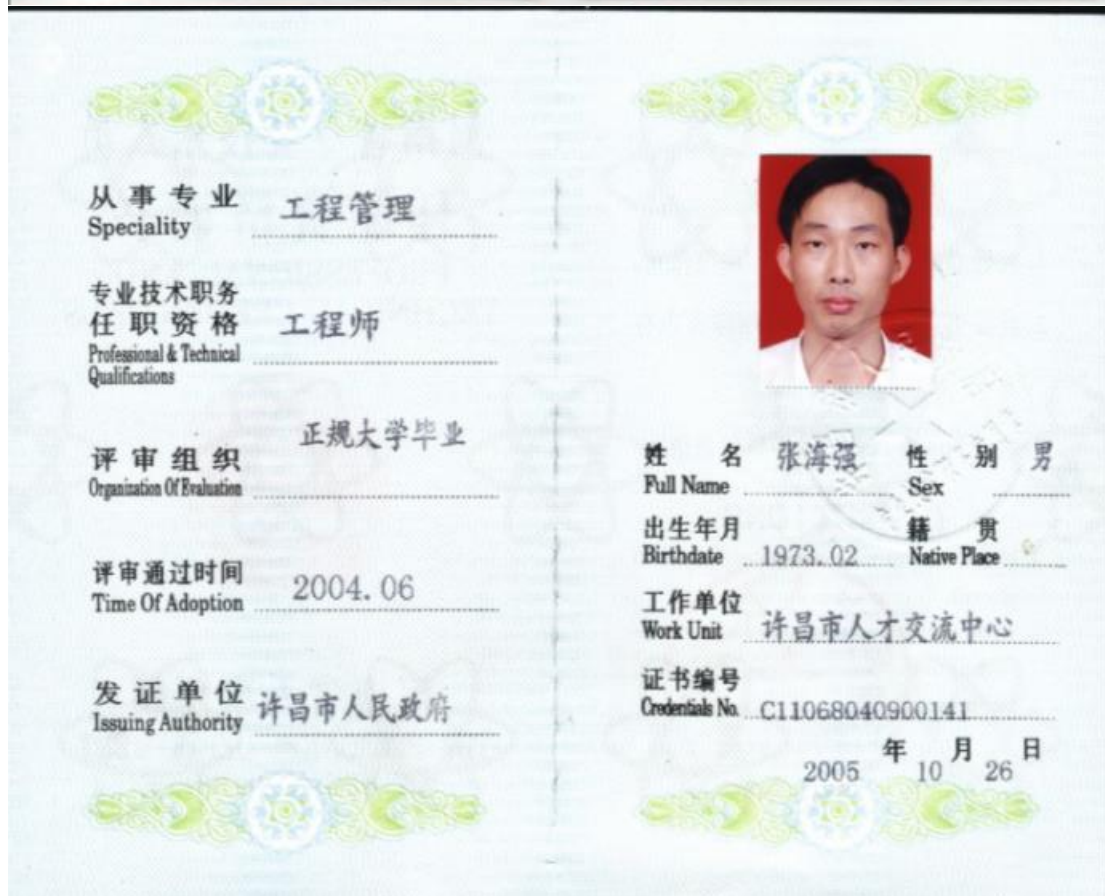 从事专业 工程管理
Speciality
专业技术职务
任职资格 工程师
Professional & Technical
Qualifications
正规大学毕业
评审组织
Organization Of Evaluation
评审通过时间
Time Of Adoption 2004.06
发证单位 许昌市人民政府
Issuing Authority
姓名 张海强 性别 男
Full Name Sex
出生年月 籍贯
Birthdate 1973.02 Native Place
工作单位
Work Unit 许昌市人才交流中心
证书编号
Credentials No. C11068040900141
年 月 日
2005 10 26